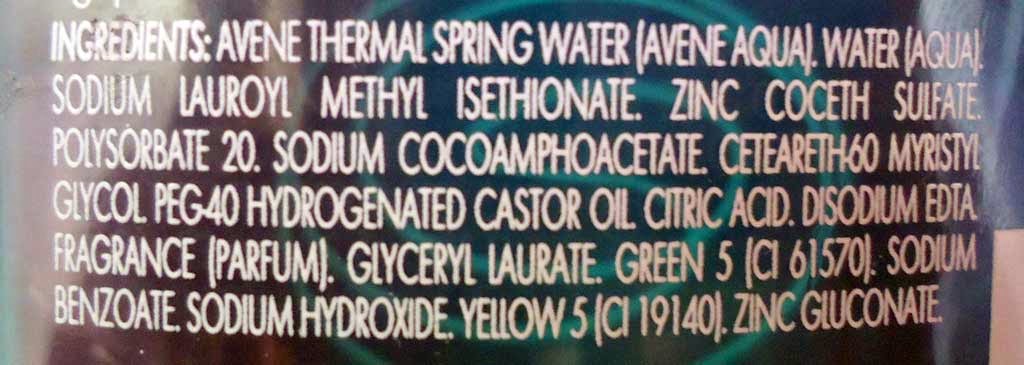 INGREDIENTS: AVENE THERMAL SPRING WATER (AVENE AQUA). WATER (AQUA).
SODIUM LAUROYL METHYL ISETHIONATE. ZINC COCETH SULFATE.
POLYSORBATE 20. SODIUM COCOAMPHOACETATE. CETEARETH-60 MYRISTYL
GLYCOL. PEG-40 HYDROGENATED CASTOR OIL. CITRIC ACID. DISODIUM EDTA.
FRAGRANCE (PARFUM). GLYCERYL LAURATE. GREEN 5 (CI 61570). SODIUM
BENZOATE. SODIUM HYDROXIDE. YELLOW 5 (CI 19140). ZINC GLUCONATE.